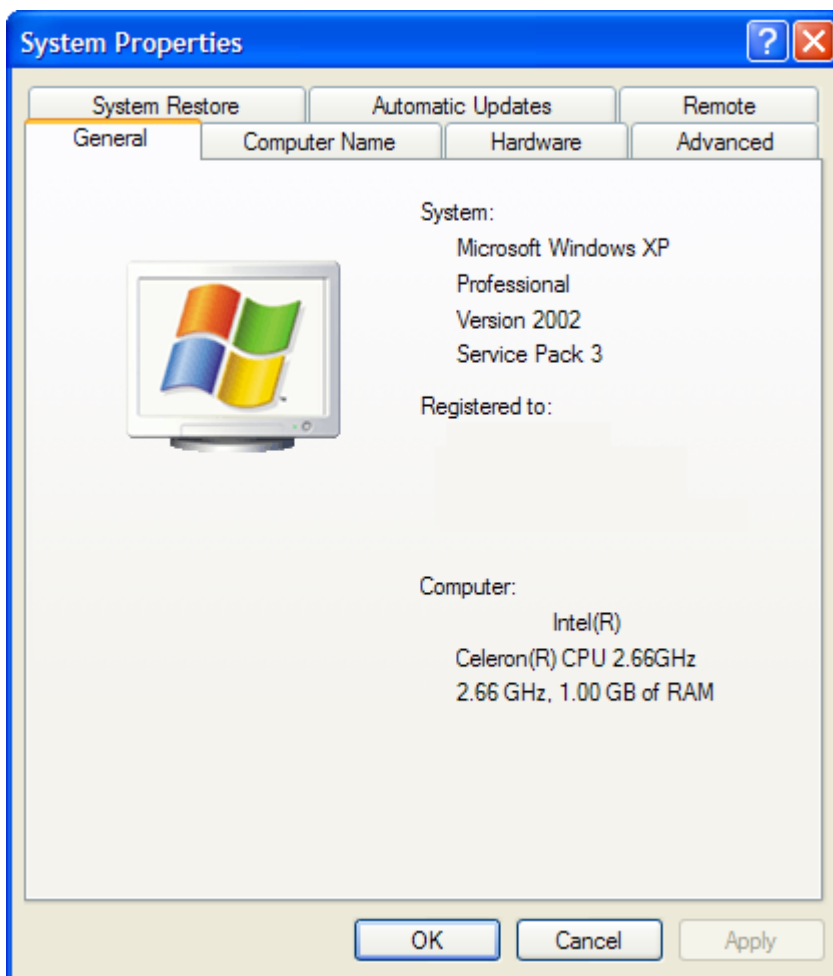 System Properties
?
System Restore Automatic Updates Remote
General Computer Name Hardware Advanced
System:
Microsoft Windows XP
Professional
Version 2002
Service Pack 3
Registered to:
Computer:
Intel(R)
Celeron(R) CPU 2.66GHz
2.66 GHz, 1.00 GB of RAM
OK Cancel Apply